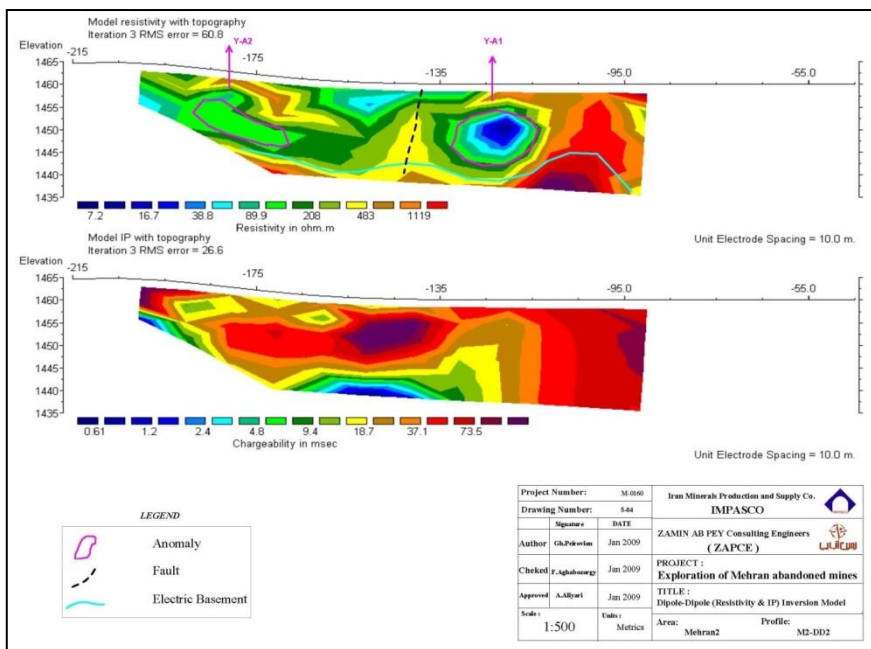 Model resistivity with topography
Iteration 3 RMS error = 60.8
Y-A2
Y-A1
Elevation
-215
-175
-135
-95.0
-55.0
1465
1460
1455
1450
1445
1440
1435
7.2 16.7 38.8 89.9 208 483 1119
Resistivity in ohm.m
Unit Electrode Spacing = 10.0 m.
Model IP with topography
Iteration 3 RMS error = 26.6
Elevation
-215
-175
-135
-95.0
-55.0
1465
1460
1455
1450
1445
1440
1435
0.61 1.2 2.4 4.8 9.4 18.7 37.1 73.5
Chargeability in msec
Unit Electrode Spacing = 10.0 m.
LEGEND
Anomaly
Fault
Electric Basement
Project Number: M-0160
Drawing Number: 5-04
Signature DATE
Author Gh.Peirovian Jan 2009
Cheked F.Aghabozorgy Jan 2009
Approved A.Aliyari Jan 2009
Scale : 1:500
Units : Metrics
Iran Minerals Production and Supply Co.
IMPASCO
ZAMIN AB PEY Consulting Engineers
( ZAPCE )
PROJECT :
Exploration of Mehran abandoned mines
TITLE :
Dipole-Dipole (Resistivity & IP) Inversion Model
Area: Profile:
Mehran2 M2-DD2